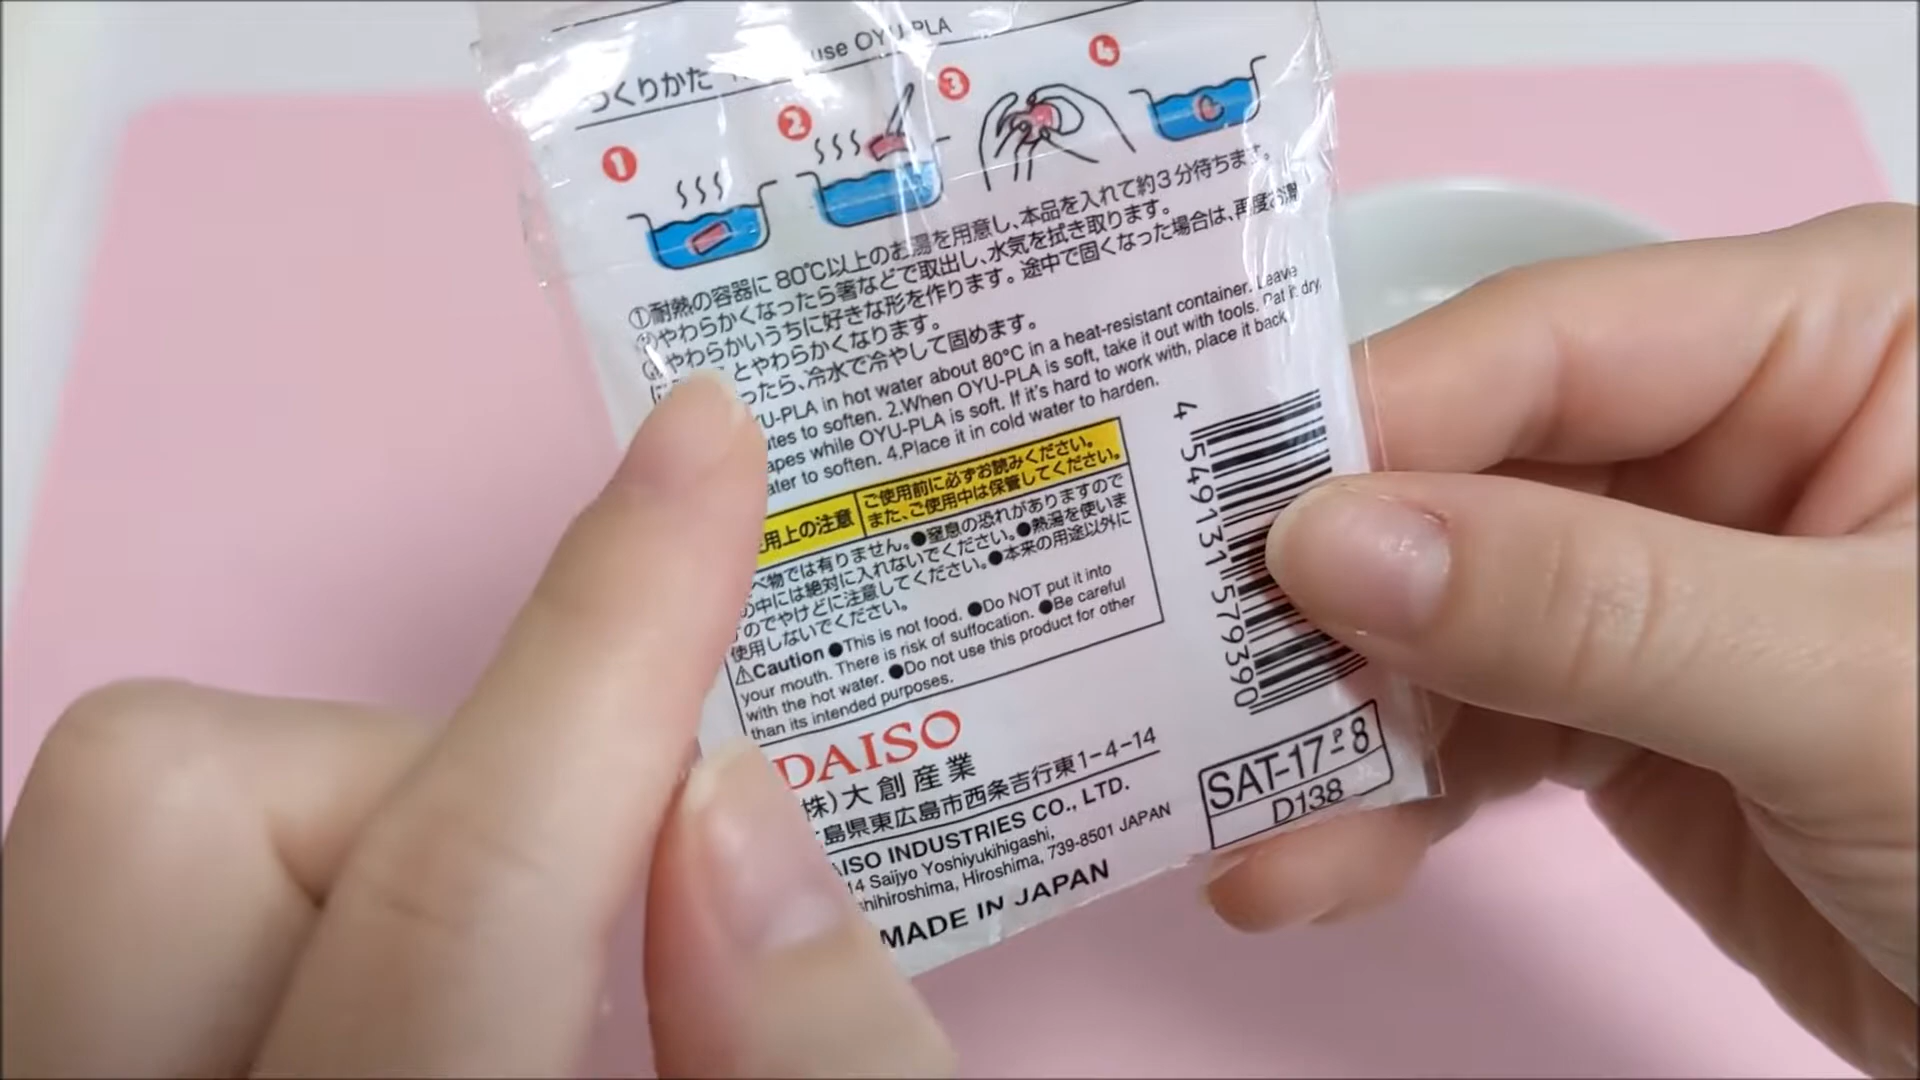 つくりかた use OYU-PLA
1
2
3
4
①耐熱の容器に80℃以上のお湯を用意し、本品を入れて約3分待ちます。
やわらかくなったら箸などで取出し、水気を拭き取ります。
やわらかいうちに好きな形を作ります。途中で固くなった場合は、再度お湯
とやわらかくなります。
ったら、冷水で冷やして固めます。
YU-PLA in hot water about 80°C in a heat-resistant container. Leave
utes to soften. 2.When OYU-PLA is soft, take it out with tools. Pat it dry.
apes while OYU-PLA is soft. If it's hard to work with, place it back
ater to soften. 4.Place it in cold water to harden.
用上の注意
ご使用前に必ずお読みください。
また、ご使用中は保管してください。
べ物では有りません。●窒息の恐れがありますので
の中には絶対に入れないでください。●熱湯を使いま
すのでやけどに注意してください。●本来の用途以外に
使用しないでください。
⚠Caution ●This is not food. ●Do NOT put it into
your mouth. There is risk of suffocation. ●Be careful
with the hot water. ●Do not use this product for other
than its intended purposes.
4 549131 579390
DAISO
株)大創産業
島県東広島市西条吉行東1-4-14
AISO INDUSTRIES CO., LTD.
14 Saijyo Yoshiyukihigashi,
shihiroshima, Hiroshima, 739-8501 JAPAN
MADE IN JAPAN
SAT-17-P8
D138